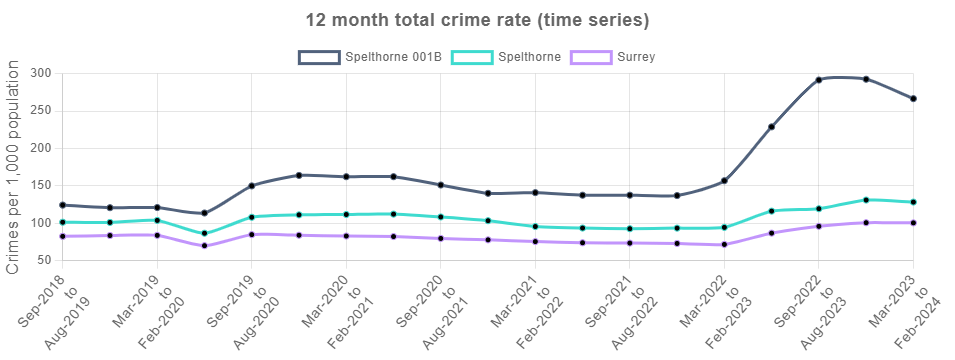 12 month total crime rate (time series)
Spelthorne 001B Spelthorne Surrey
Crimes per 1,000 population
300
250
200
150
100
50
Sep-2018
to
Aug-2019
Mar-2019
to
Feb-2020
Sep-2019
to
Aug-2020
Mar-2020
to
Feb-2021
Sep-2020
to
Aug-2021
Mar-2021
to
Feb-2022
Sep-2021
to
Aug-2022
Mar-2022
to
Feb-2023
Sep-2022
to
Aug-2023
Mar-2023
to
Feb-2024